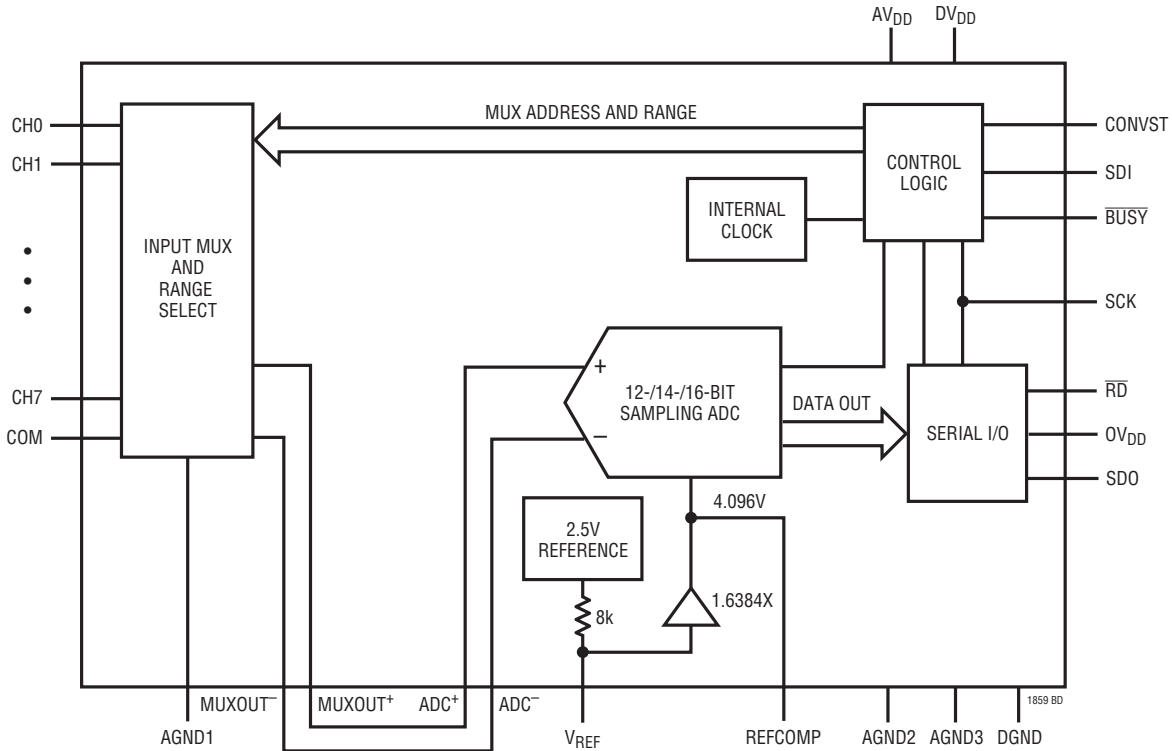 AVDD DVDD
MUX ADDRESS AND RANGE
CH0
CH1
CH7
COM
INPUT MUX
AND
RANGE
SELECT
INTERNAL
CLOCK
CONTROL
LOGIC
CONVST
SDI
BUSY
SCK
RD
OVDD
SDO
+
−
12-/14-/16-BIT
SAMPLING ADC
DATA OUT
SERIAL I/O
4.096V
2.5V
REFERENCE
8k
1.6384X
MUXOUT− MUXOUT+ ADC+ ADC−
1859 BD
AGND1 VREF REFCOMP AGND2 AGND3 DGND